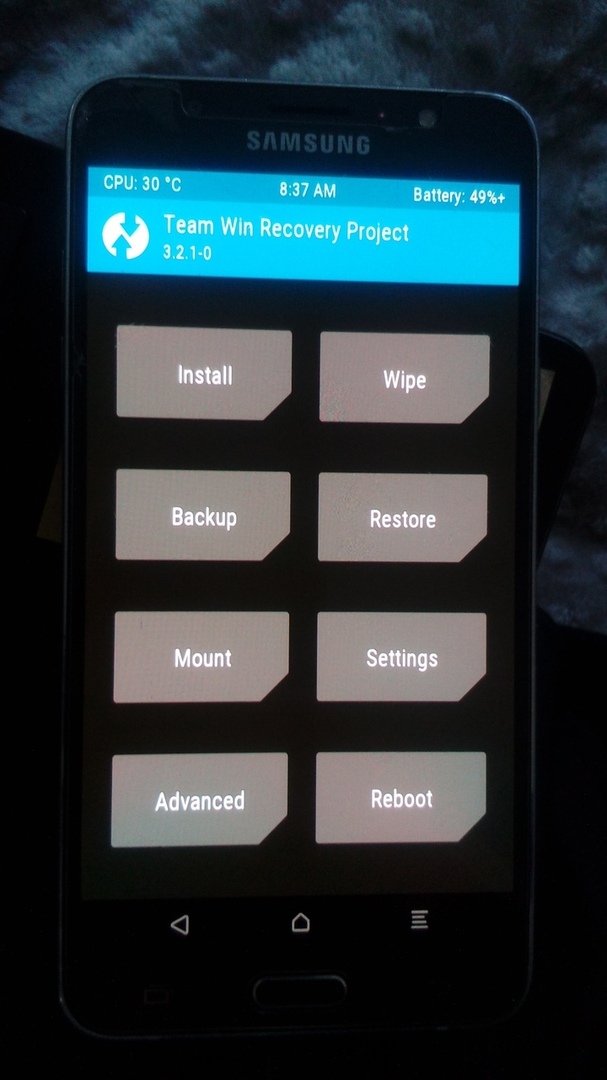 SAMSUNG
CPU: 30 °C 8:37 AM Battery: 49%+
Team Win Recovery Project
3.2.1-0
Install Wipe
Backup Restore
Mount Settings
Advanced Reboot